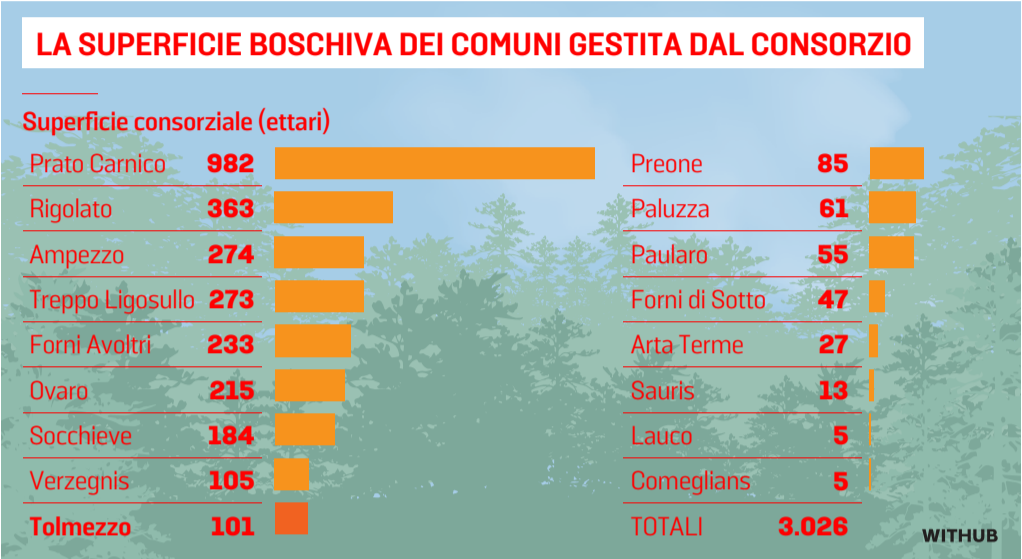 LA SUPERFICIE BOSCHIVA DEI COMUNI GESTITA DAL CONSORZIO
Superficie consorziale (ettari)
Prato Carnico 982
Rigolato 363
Ampezzo 274
Treppo Ligosullo 273
Forni Avoltri 233
Ovaro 215
Socchieve 184
Verzegnis 105
Tolmezzo 101
Preone 85
Paluzza 61
Paularo 55
Forni di Sotto 47
Arta Terme 27
Sauris 13
Lauco 5
Comeglians 5
TOTALI 3.026
WITHUB